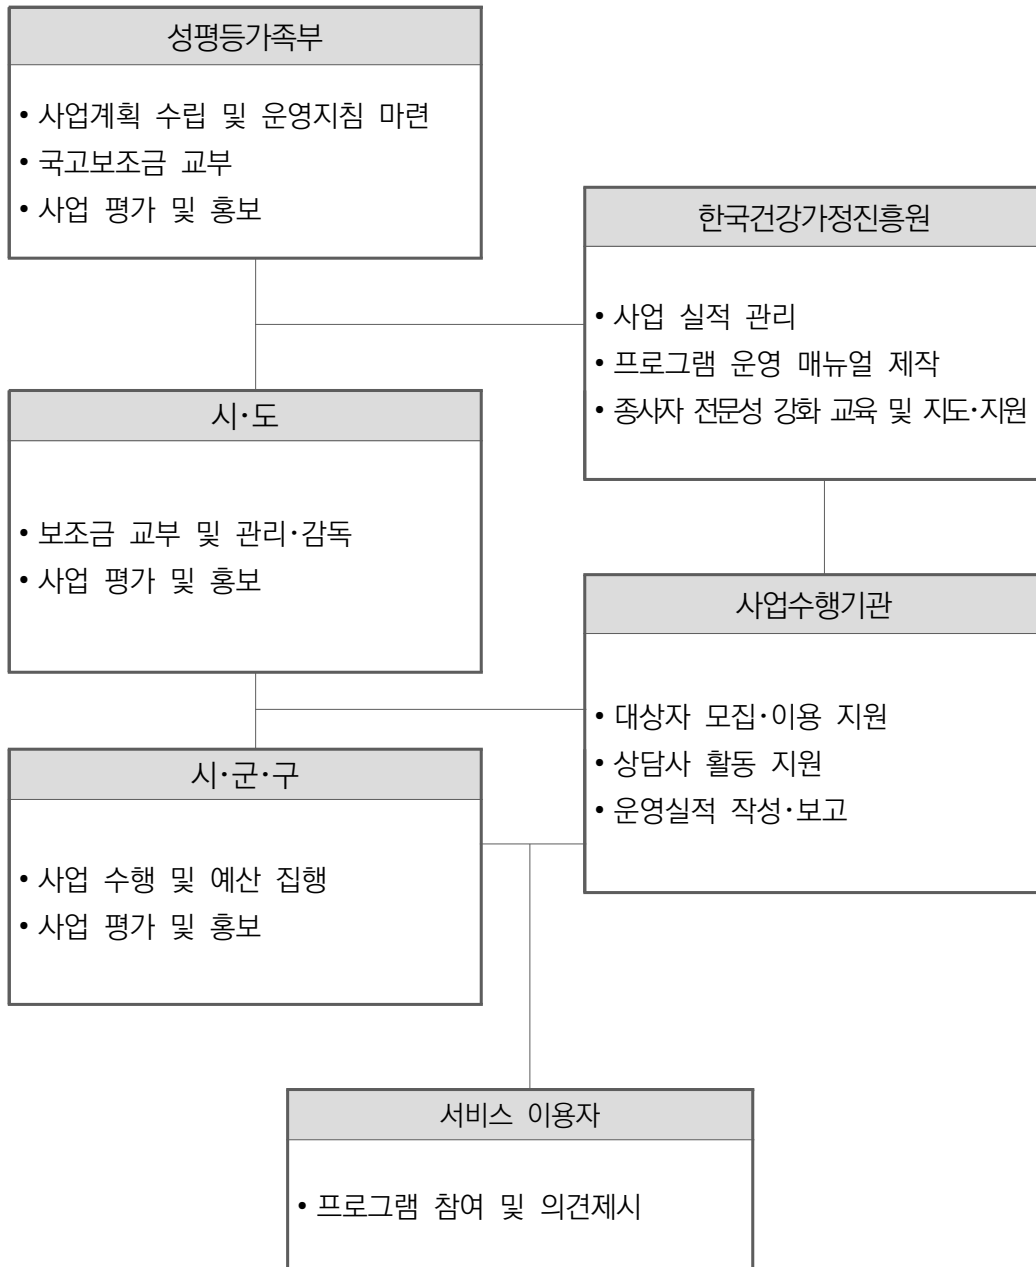 성평등가족부
• 사업계획 수립 및 운영지침 마련
• 국고보조금 교부
• 사업 평가 및 홍보
한국건강가정진흥원
• 사업 실적 관리
• 프로그램 운영 매뉴얼 제작
• 종사자 전문성 강화 교육 및 지도·지원
시·도
• 보조금 교부 및 관리·감독
• 사업 평가 및 홍보
사업수행기관
• 대상자 모집·이용 지원
• 상담사 활동 지원
• 운영실적 작성·보고
시·군·구
• 사업 수행 및 예산 집행
• 사업 평가 및 홍보
서비스 이용자
• 프로그램 참여 및 의견제시